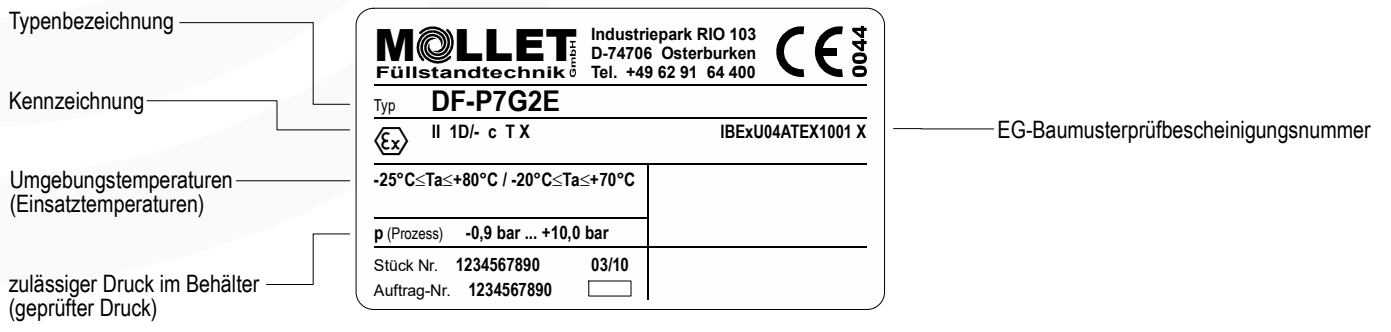 Typenbezeichnung
Kennzeichnung
Umgebungstemperaturen
(Einsatztemperaturen)
zulässiger Druck im Behälter
(geprüfter Druck)
MOLLET GmbH
Füllstandtechnik
Industriepark RIO 103
D-74706 Osterburken
Tel. +49 62 91 64 400
CE 0044
Typ DF-P7G2E
Ex II 1D/- c T X IBExU04ATEX1001 X
-25°C≤Ta≤+80°C / -20°C≤Ta≤+70°C
p (Prozess) -0,9 bar ... +10,0 bar
Stück Nr. 1234567890 03/10
Auftrag-Nr. 1234567890
EG-Baumusterprüfbescheinigungsnummer